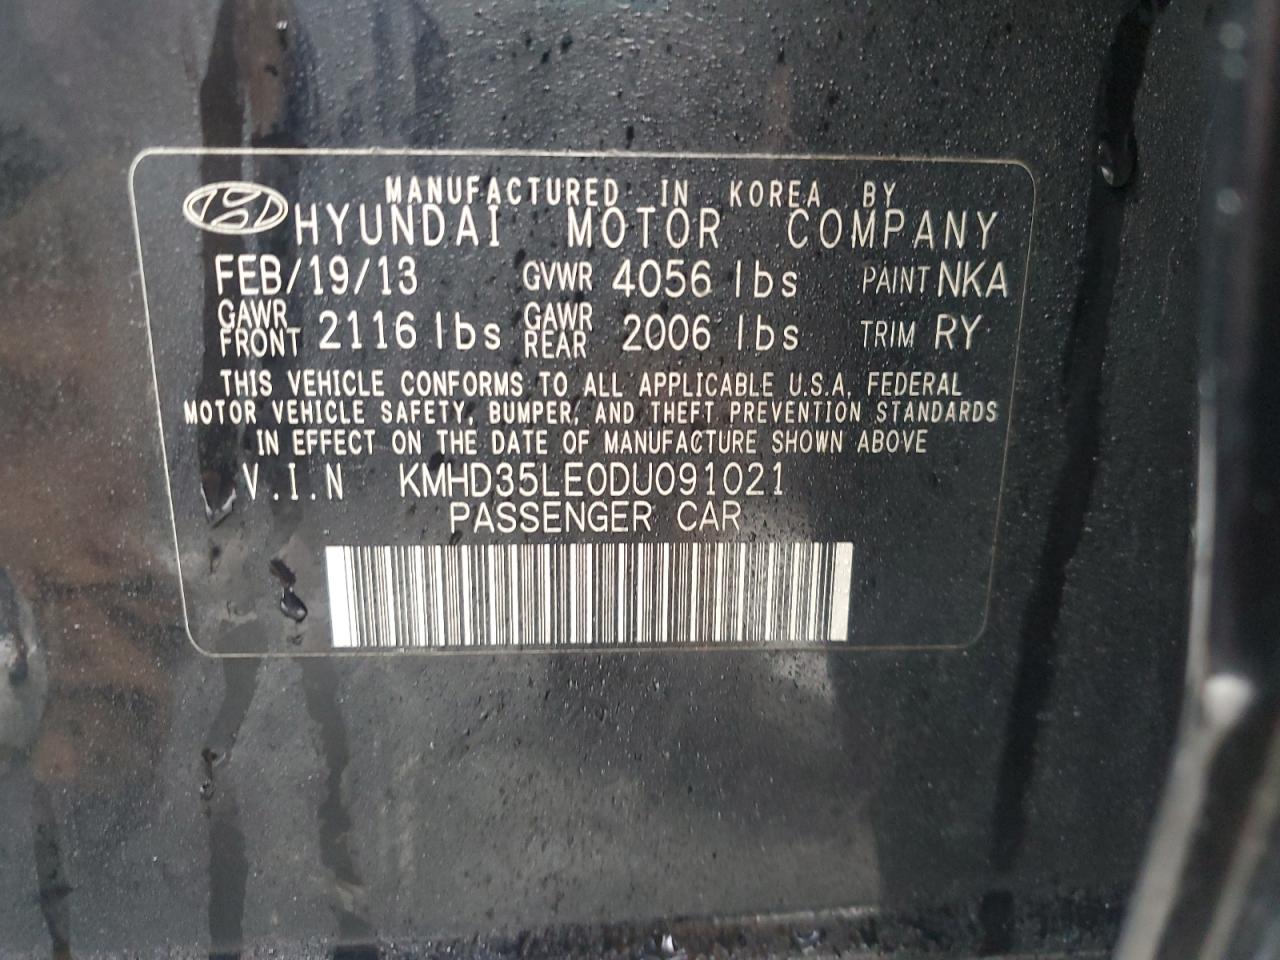 MANUFACTURED IN KOREA BY
HYUNDAI MOTOR COMPANY
FEB/19/13 GVWR 4056 lbs PAINT NKA
GAWR FRONT 2116 lbs GAWR REAR 2006 lbs TRIM RY
THIS VEHICLE CONFORMS TO ALL APPLICABLE U.S.A. FEDERAL
MOTOR VEHICLE SAFETY, BUMPER, AND THEFT PREVENTION STANDARDS
IN EFFECT ON THE DATE OF MANUFACTURE SHOWN ABOVE
V.I.N KMHD35LE0DU091021
PASSENGER CAR